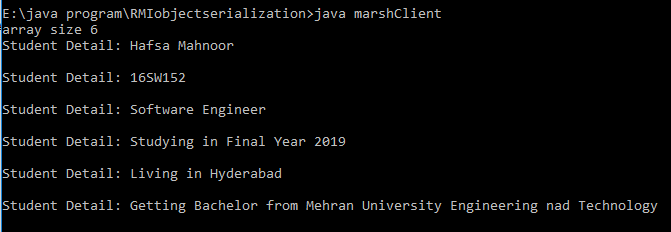 E:\java program\RMIobjectserialization>java marshClient
array size 6
Student Detail: Hafsa Mahnoor
Student Detail: 16SW152
Student Detail: Software Engineer
Student Detail: Studying in Final Year 2019
Student Detail: Living in Hyderabad
Student Detail: Getting Bachelor from Mehran University Engineering nad Technology